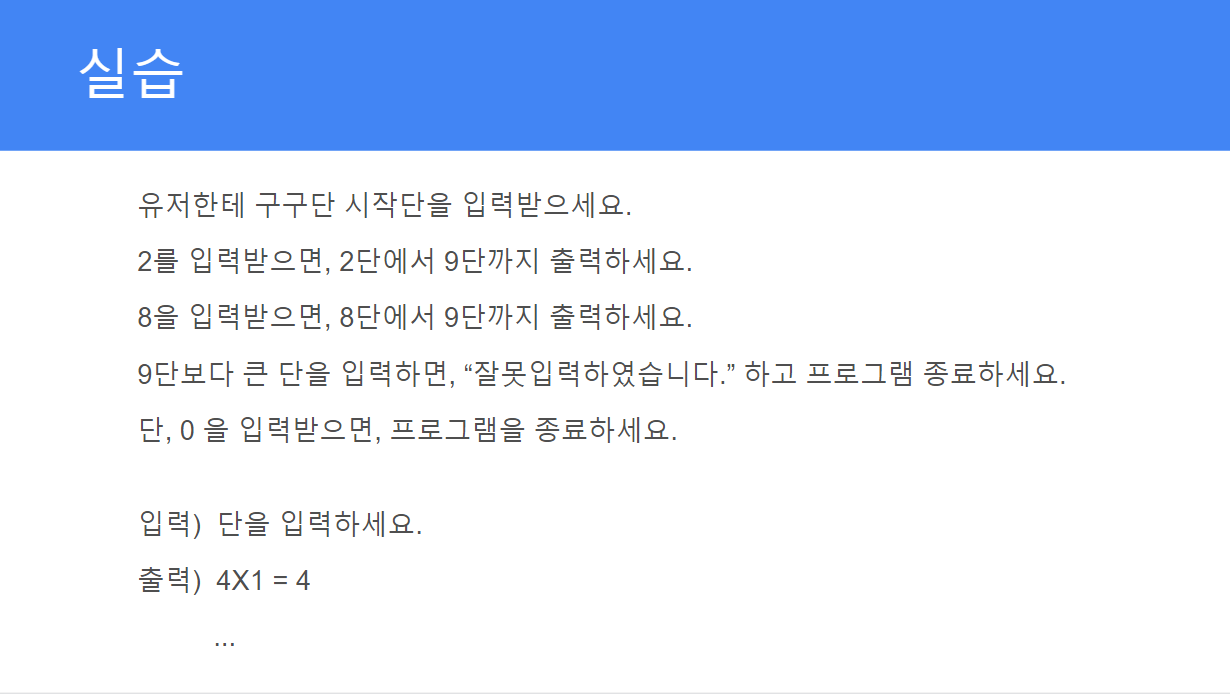 실습
유저한테 구구단 시작단을 입력받으세요.
2를 입력받으면, 2단에서 9단까지 출력하세요.
8을 입력받으면, 8단에서 9단까지 출력하세요.
9단보다 큰 단을 입력하면, “잘못입력하였습니다.” 하고 프로그램 종료하세요.
단, 0 을 입력받으면, 프로그램을 종료하세요.
입력) 단을 입력하세요.
출력) 4X1 = 4
...